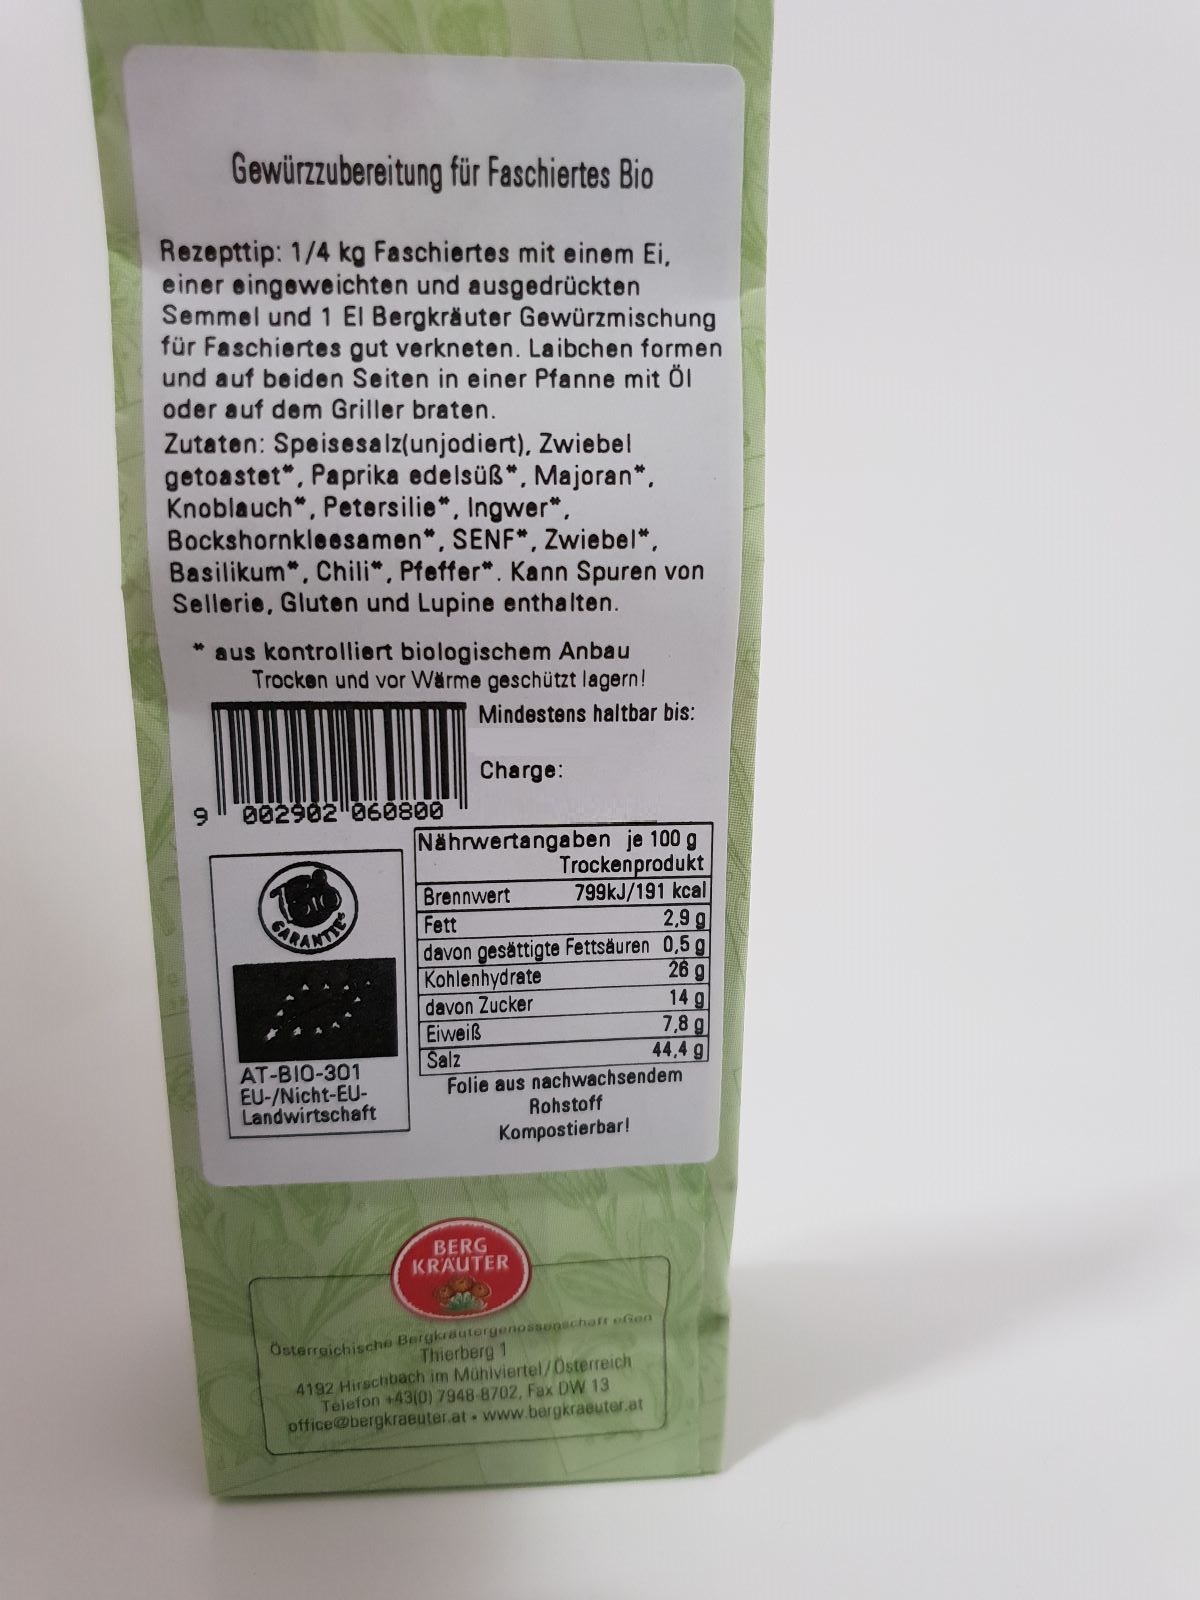 Gewürzzubereitung für Faschiertes Bio
Rezepttip: 1/4 kg Faschiertes mit einem Ei,
einer eingeweichten und ausgedrückten
Semmel und 1 El Bergkräuter Gewürzmischung
für Faschiertes gut verkneten. Laibchen formen
und auf beiden Seiten in einer Pfanne mit Öl
oder auf dem Griller braten.
Zutaten: Speisesalz(unjodiert), Zwiebel
getoastet*, Paprika edelsüß*, Majoran*,
Knoblauch*, Petersilie*, Ingwer*,
Bockshornkleesamen*, SENF*, Zwiebel*,
Basilikum*, Chili*, Pfeffer*. Kann Spuren von
Sellerie, Gluten und Lupine enthalten.
* aus kontrolliert biologischem Anbau
Trocken und vor Wärme geschützt lagern!
Mindestens haltbar bis:
Charge:
9 002902 060800
Nährwertangaben je 100 g
Trockenprodukt
Brennwert 799kJ/191 kcal
Fett 2,9 g
davon gesättigte Fettsäuren 0,5 g
Kohlenhydrate 26 g
davon Zucker 14 g
Eiweiß 7,8 g
Salz 44,4 g
Folie aus nachwachsendem
Rohstoff
Kompostierbar!
BIO
GARANTIE
AT-BIO-301
EU-/Nicht-EU-
Landwirtschaft
BERG
KRÄUTER
Österreichische Bergkräutergenossenschaft eGen
Thierberg 1
4192 Hirschbach im Mühlviertel/Österreich
Telefon +43(0) 7948-8702, Fax DW 13
office@bergkraeuter.at • www.bergkraeuter.at